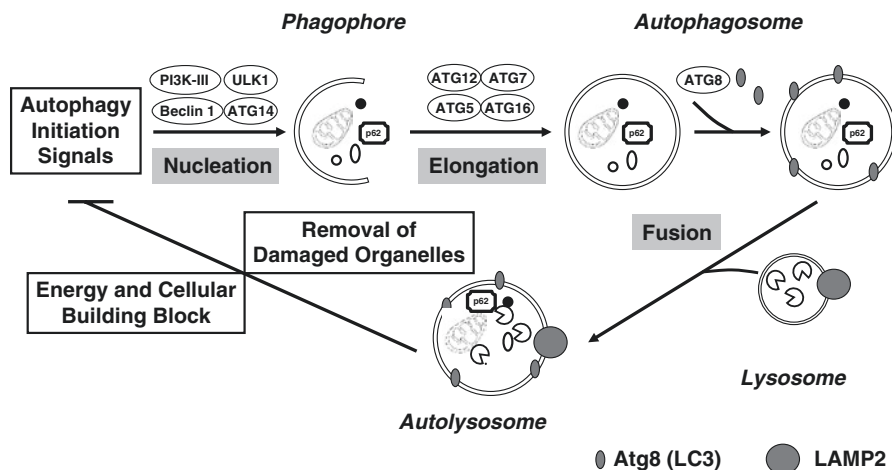 Phagophore
Autophagosome
PI3K-III
ULK1
Beclin 1
ATG14
ATG12
ATG7
ATG5
ATG16
ATG8
Autophagy
Initiation
Signals
p62
p62
p62
Nucleation
Elongation
Removal of
Damaged Organelles
Fusion
Energy and Cellular
Building Block
p62
Lysosome
Autolysosome
Atg8 (LC3)
LAMP2